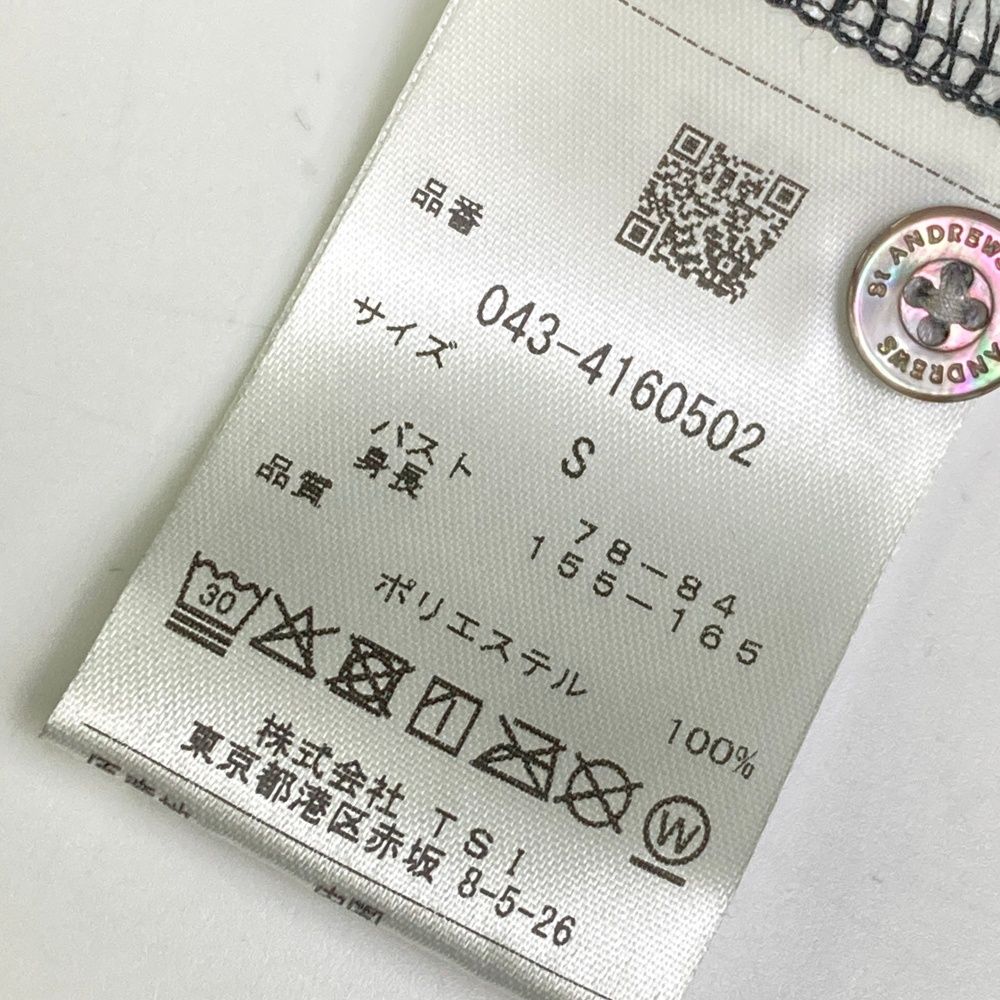 品番
043-4160502
サイズ
S
バスト 78-84
身長 155-165
品質
ポリエステル 100%
30
W
株式会社 TSI
東京都港区赤坂 8-5-26
ST ANDREWS
ANDREWS